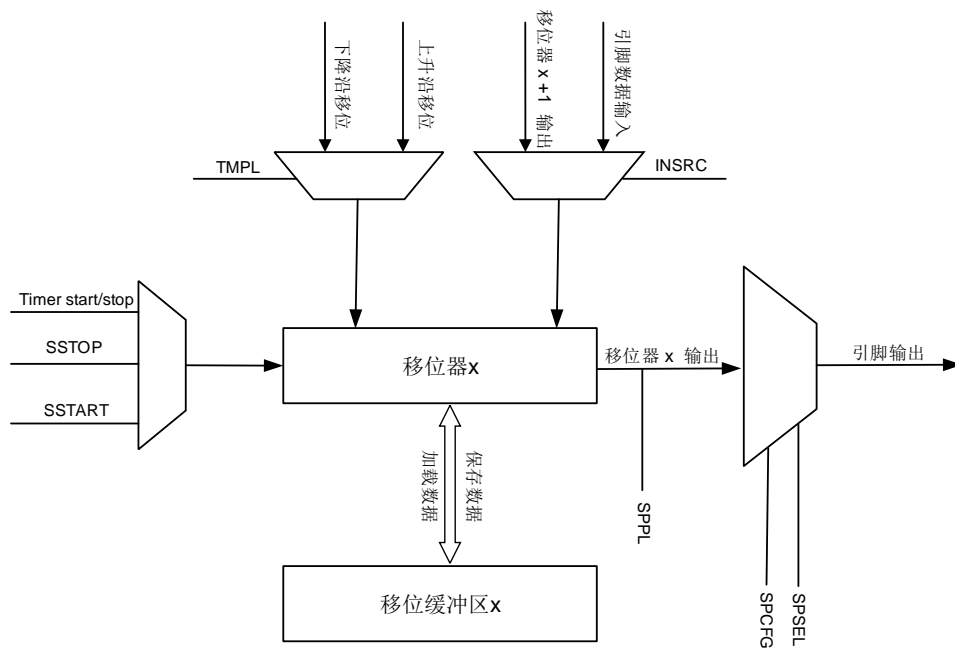 下降沿移位
上升沿移位
移位器 x +1 输出
引脚数据输入
TMPL
INSRC
Timer start/stop
SSTOP
SSTART
移位器x
移位器 x 输出
引脚输出
加载数据
保存数据
SPPL
移位缓冲区x
SPCFG
SPSEL